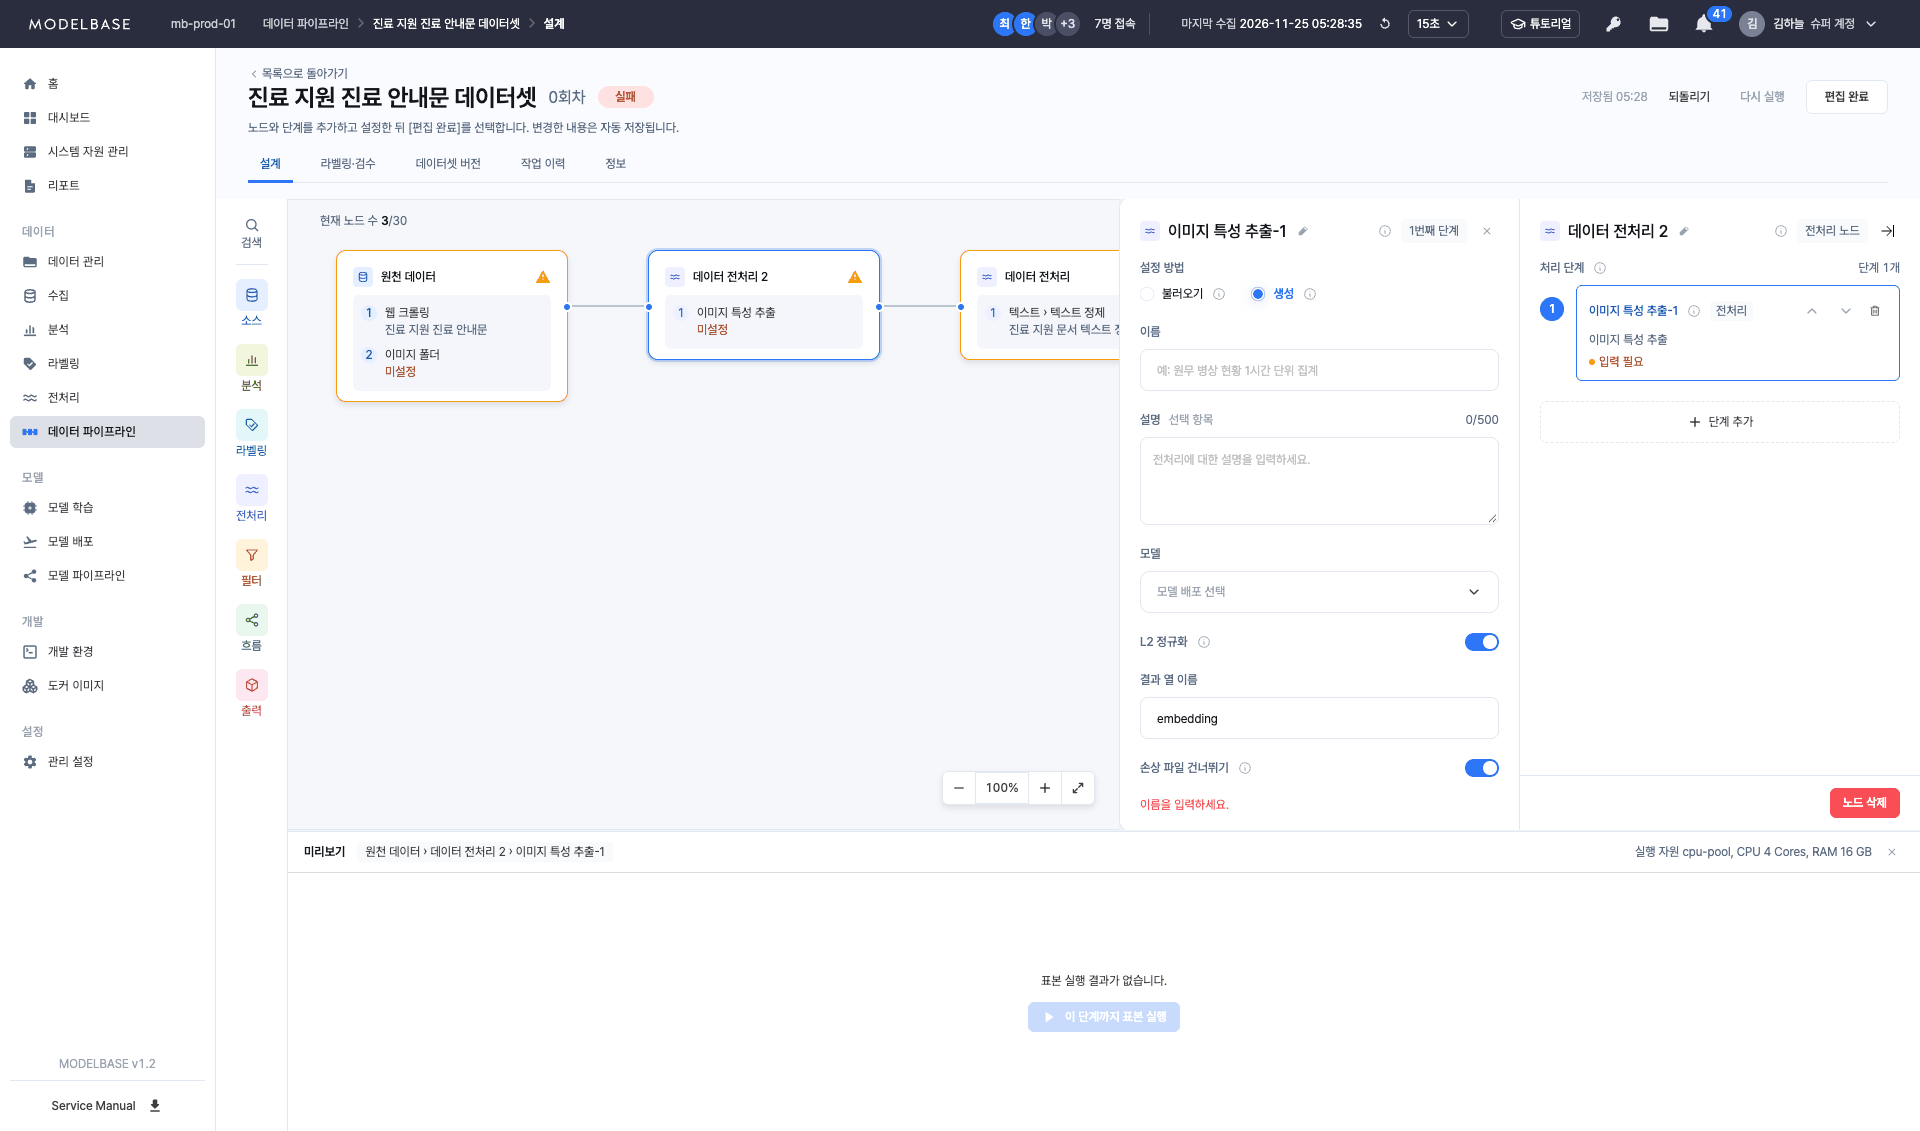 MODELBASE
mb-prod-01
데이터 파이프라인 > 진료 지원 진료 안내문 데이터셋 > 설계
최 한 박 +3 7명 접속
마지막 수집 2026-11-25 05:28:35
15초
튜토리얼
41
김 김하늘 슈퍼 계정
홈
대시보드
시스템 자원 관리
리포트
데이터
데이터 관리
수집
분석
라벨링
전처리
데이터 파이프라인
모델
모델 학습
모델 배포
모델 파이프라인
개발
개발 환경
도커 이미지
설정
관리 설정
MODELBASE v1.2
Service Manual
목록으로 돌아가기
진료 지원 진료 안내문 데이터셋 0회차 실패
노드와 단계를 추가하고 설정한 뒤 [편집 완료]를 선택합니다. 변경한 내용은 자동 저장됩니다.
저장됨 05:28 되돌리기 다시 실행 편집 완료
설계 라벨링·검수 데이터셋 버전 작업 이력 정보
검색
소스
분석
라벨링
전처리
필터
흐름
출력
현재 노드 수 3/30
원천 데이터
1 웹 크롤링
진료 지원 진료 안내문
2 이미지 폴더
미설정
데이터 전처리 2
1 이미지 특성 추출
미설정
데이터 전처리
1 텍스트 › 텍스트 정제
진료 지원 문서 텍스트 정
100%
이미지 특성 추출-1 1번째 단계
설정 방법
불러오기 생성
이름
예: 원무 병상 현황 1시간 단위 집계
설명 선택 항목 0/500
전처리에 대한 설명을 입력하세요.
모델
모델 배포 선택
L2 정규화
결과 열 이름
embedding
손상 파일 건너뛰기
이름을 입력하세요.
데이터 전처리 2 전처리 노드
처리 단계 단계 1개
1 이미지 특성 추출-1 전처리
이미지 특성 추출
입력 필요
단계 추가
노드 삭제
미리보기 원천 데이터 › 데이터 전처리 2 › 이미지 특성 추출-1
실행 자원 cpu-pool, CPU 4 Cores, RAM 16 GB
표본 실행 결과가 없습니다.
이 단계까지 표본 실행